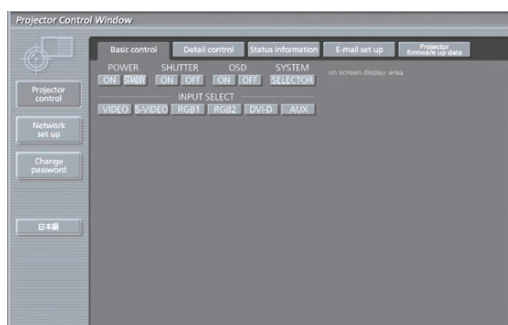 Projector Control Window
Basic control Detail control Status information E-mail set up Projector firmware up data
POWER SHUTTER OSD SYSTEM
ON STANDBY ON OFF ON OFF SELECTOR
on screen display area
INPUT SELECT
VIDEO S-VIDEO RGB1 RGB2 DVI-D AUX
Projector
control
Network
set up
Change
password
日本語